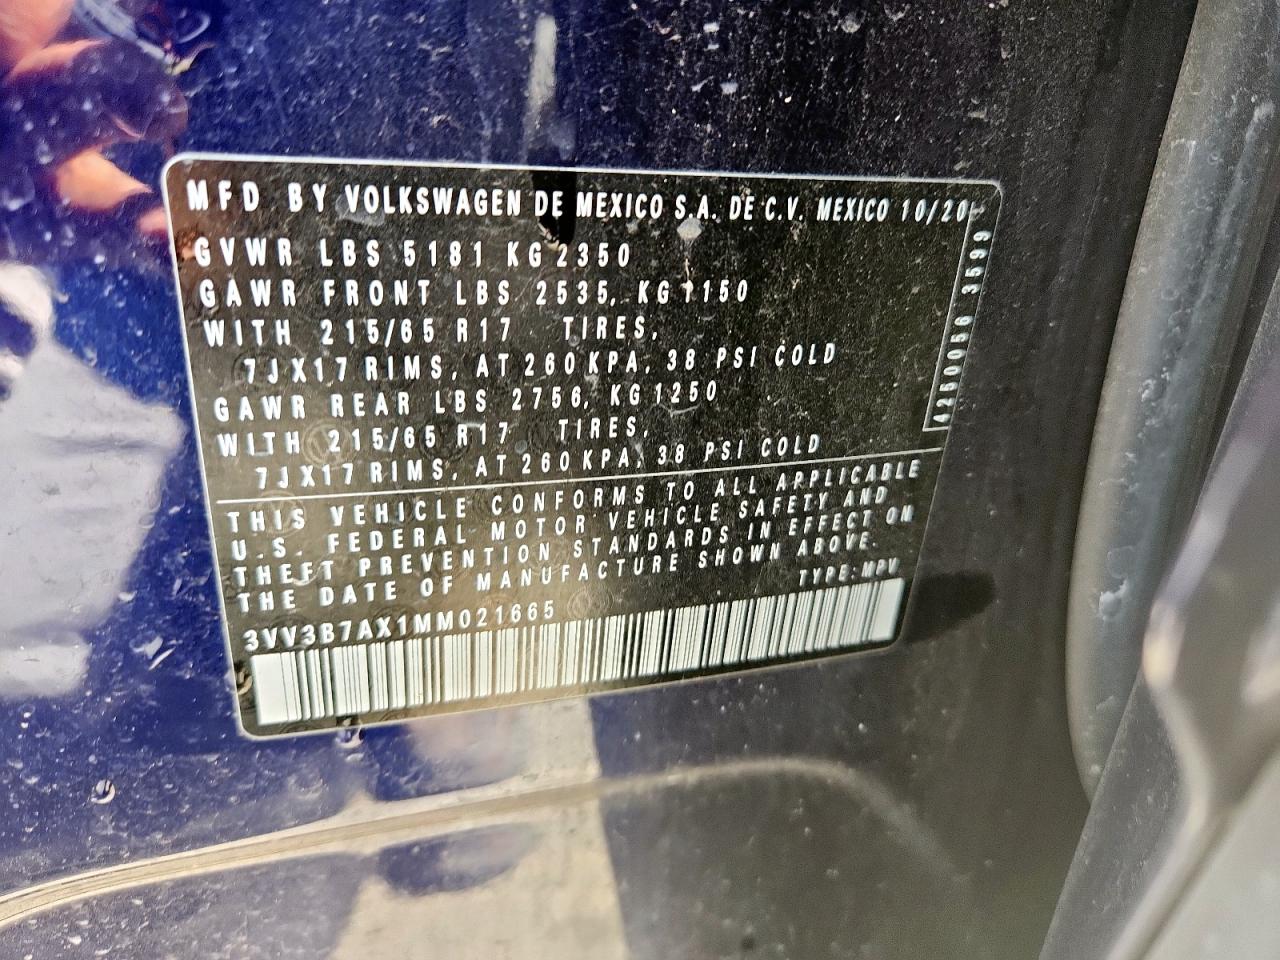 MFD BY VOLKSWAGEN DE MEXICO S.A. DE C.V. MEXICO 10/20
GVWR LBS 5181 KG 2350
GAWR FRONT LBS 2535, KG 1150
WITH 215/65 R17 TIRES,
7JX17 RIMS, AT 260 KPA, 38 PSI COLD
GAWR REAR LBS 2756, KG 1250
WITH 215/65 R17 TIRES,
7JX17 RIMS, AT 260 KPA, 38 PSI COLD
THIS VEHICLE CONFORMS TO ALL APPLICABLE
U.S. FEDERAL MOTOR VEHICLE SAFETY AND
THEFT PREVENTION STANDARDS IN EFFECT ON
THE DATE OF MANUFACTURE SHOWN ABOVE.
TYPE: MPV
3VV3B7AX1MM021665